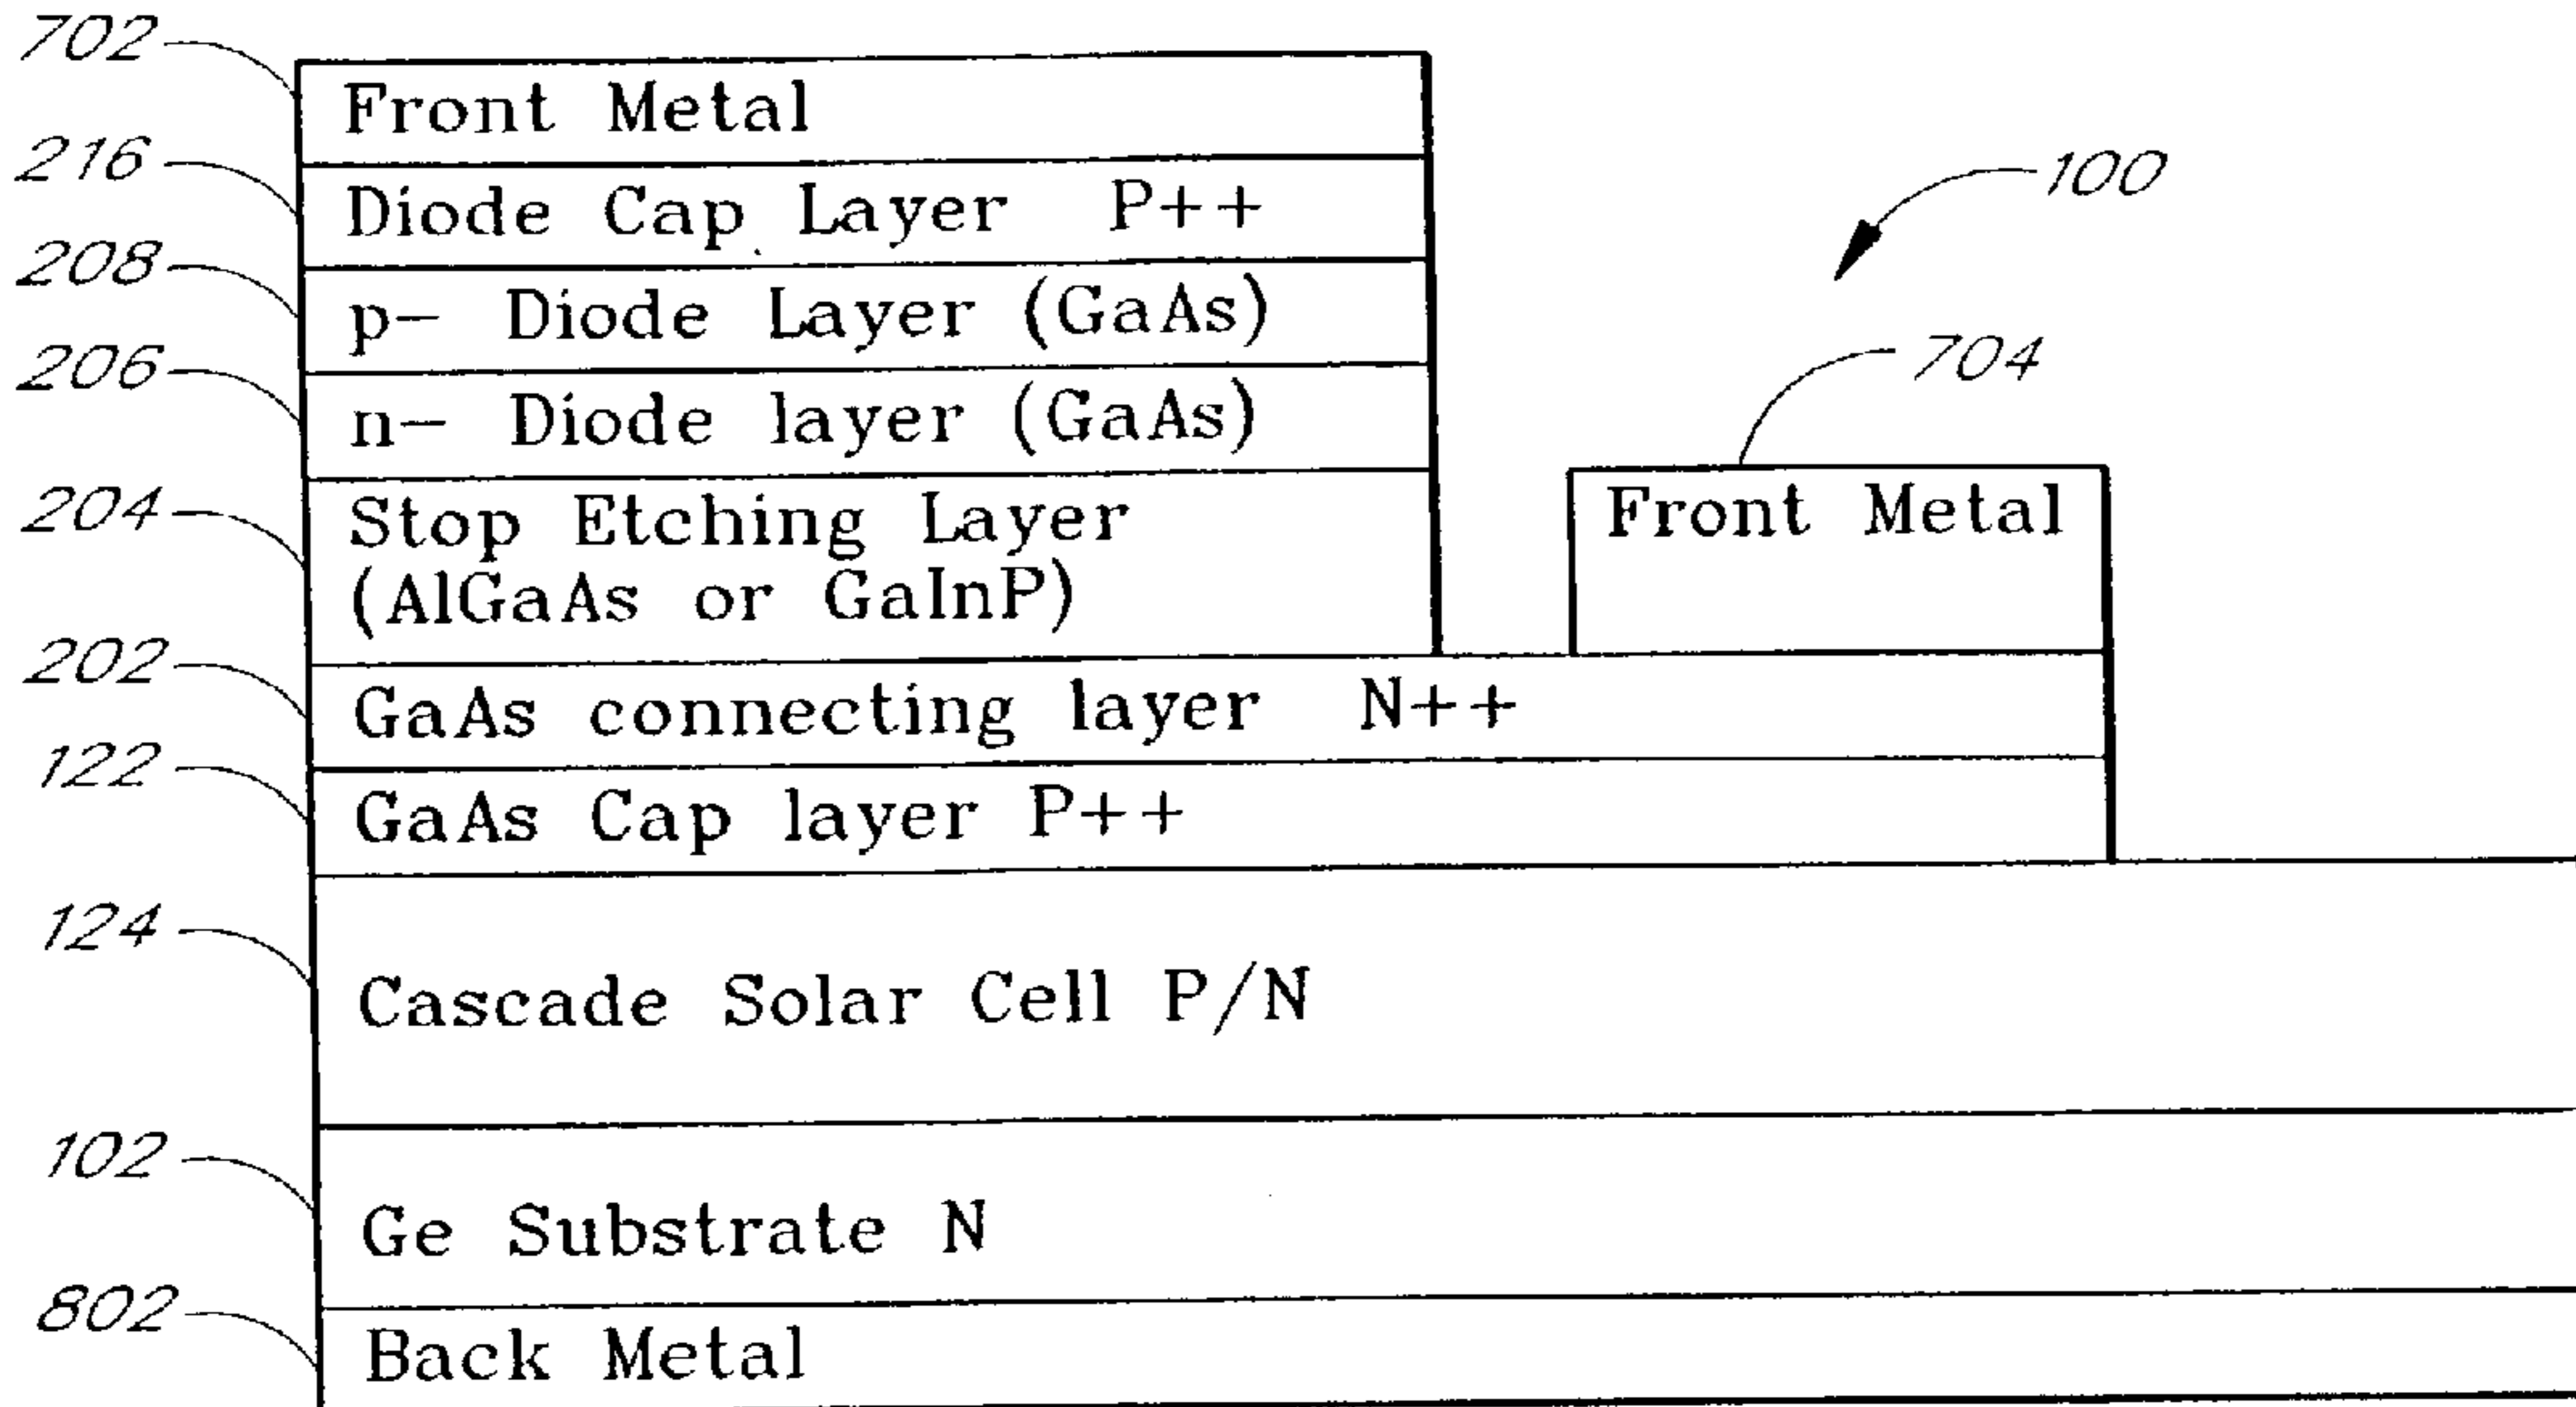 702
Front Metal
216
Diode Cap Layer P++
100
208
p- Diode Layer (GaAs)
206
n- Diode layer (GaAs)
704
204
Stop Etching Layer
(AlGaAs or GaInP)
Front Metal
202
GaAs connecting layer N++
122
GaAs Cap layer P++
124
Cascade Solar Cell P/N
102
Ge Substrate N
802
Back Metal